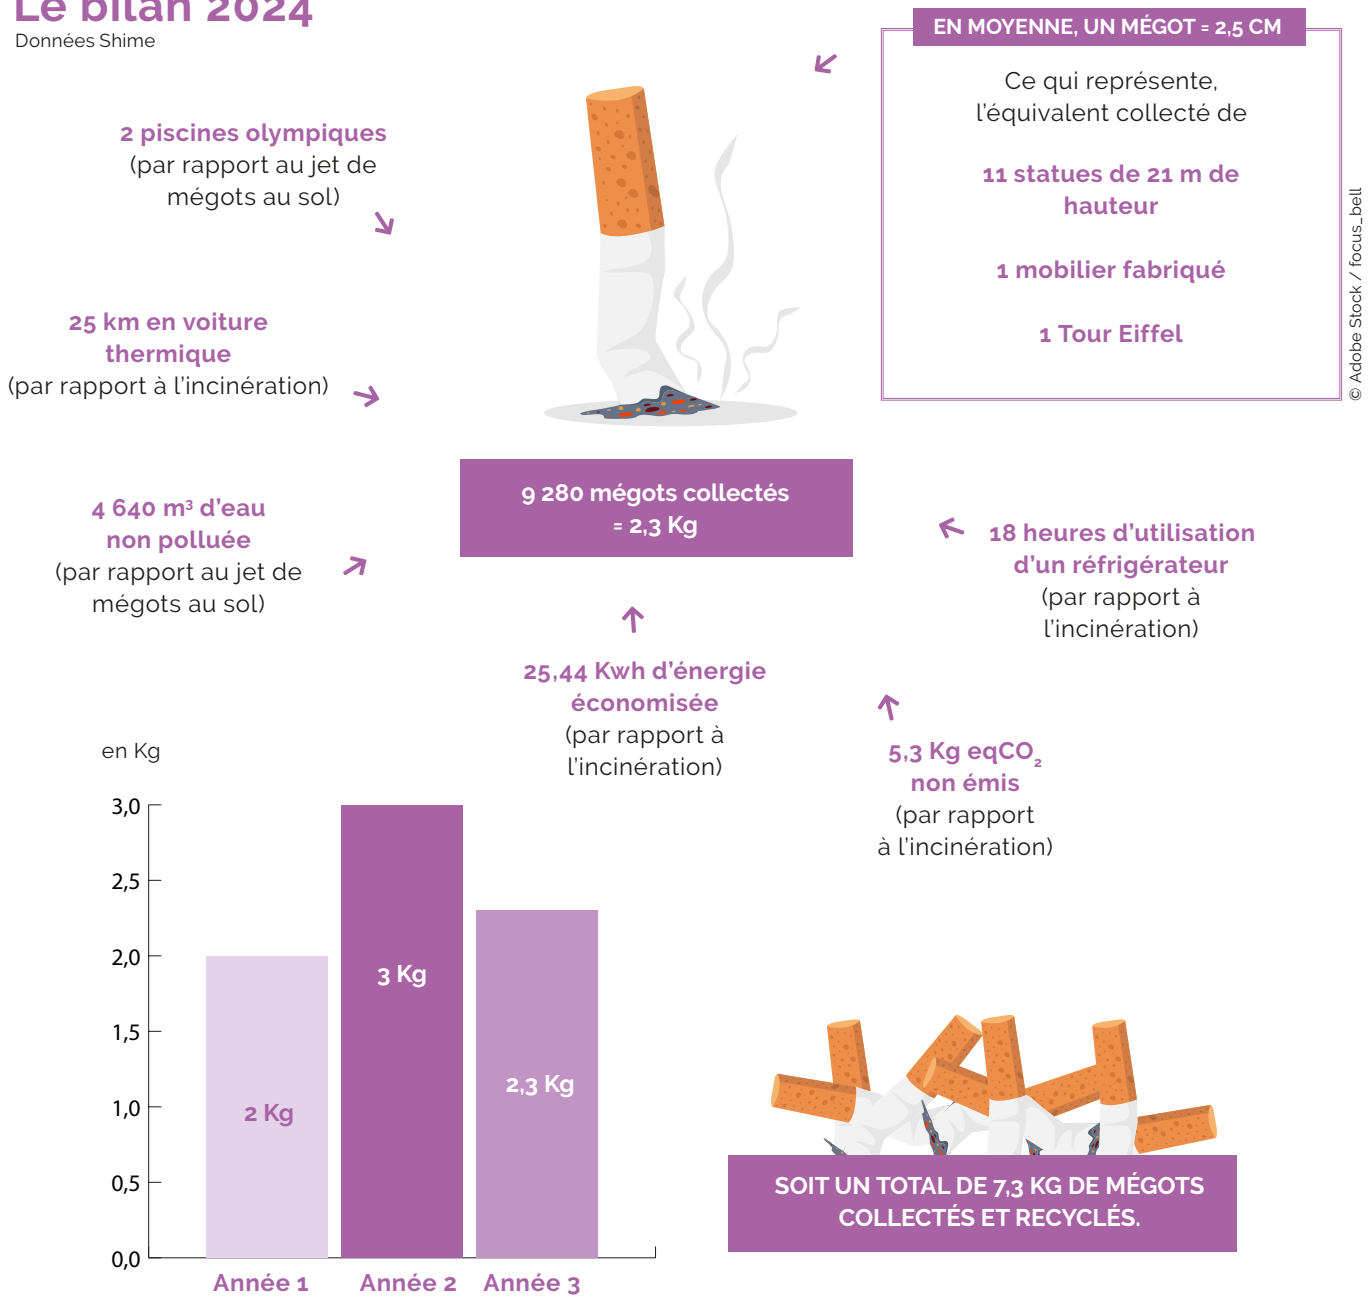 Le bilan 2024
Données Shime
EN MOYENNE, UN MÉGOT = 2,5 CM
Ce qui représente,
l'équivalent collecté de
11 statues de 21 m de
hauteur
1 mobilier fabriqué
1 Tour Eiffel
© Adobe Stock / focus_bell
2 piscines olympiques
(par rapport au jet de
mégots au sol)
25 km en voiture
thermique
(par rapport à l'incinération)
4 640 m³ d'eau
non polluée
(par rapport au jet de
mégots au sol)
9 280 mégots collectés
= 2,3 Kg
18 heures d'utilisation
d'un réfrigérateur
(par rapport à
l'incinération)
25,44 Kwh d'énergie
économisée
(par rapport à
l'incinération)
5,3 Kg eqCO₂
non émis
(par rapport
à l'incinération)
en Kg
3,0
2,5
2,0
1,5
1,0
0,5
0,0
2 Kg
3 Kg
2,3 Kg
Année 1
Année 2
Année 3
SOIT UN TOTAL DE 7,3 KG DE MÉGOTS
COLLECTÉS ET RECYCLÉS.